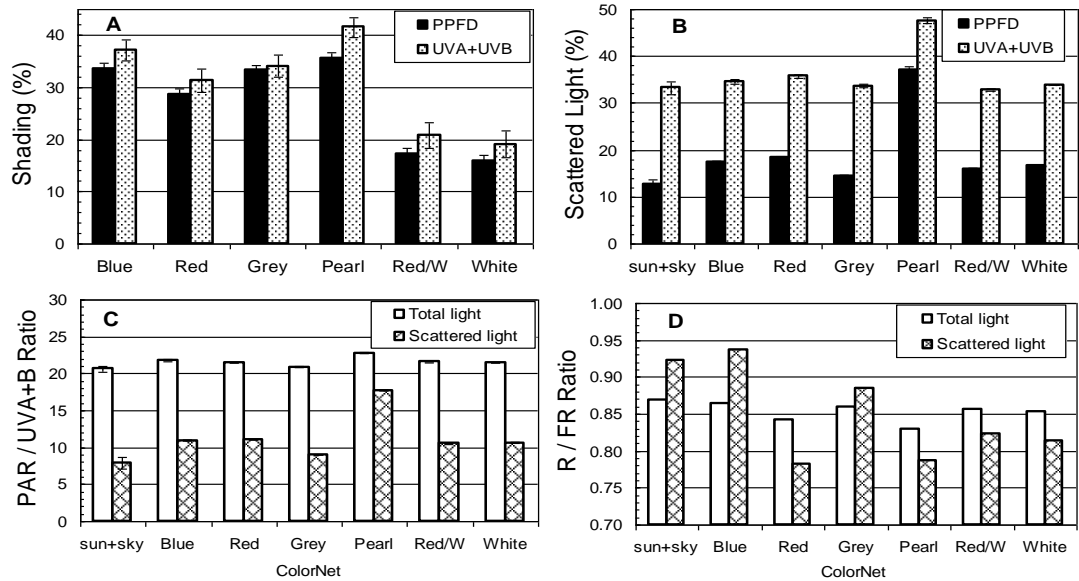 A
PPFD
UVA+UVB
Shading (%)
40
30
20
10
0
Blue Red Grey Pearl Red/W White
B
PPFD
UVA+UVB
Scattered Light (%)
50
40
30
20
10
0
sun+sky Blue Red Grey Pearl Red/W White
C
Total light
Scattered light
PAR / UVA+B Ratio
30
25
20
15
10
5
0
sun+sky Blue Red Grey Pearl Red/W White
ColorNet
D
Total light
Scattered light
R / FR Ratio
1.00
0.95
0.90
0.85
0.80
0.75
0.70
sun+sky Blue Red Grey Pearl Red/W White
ColorNet